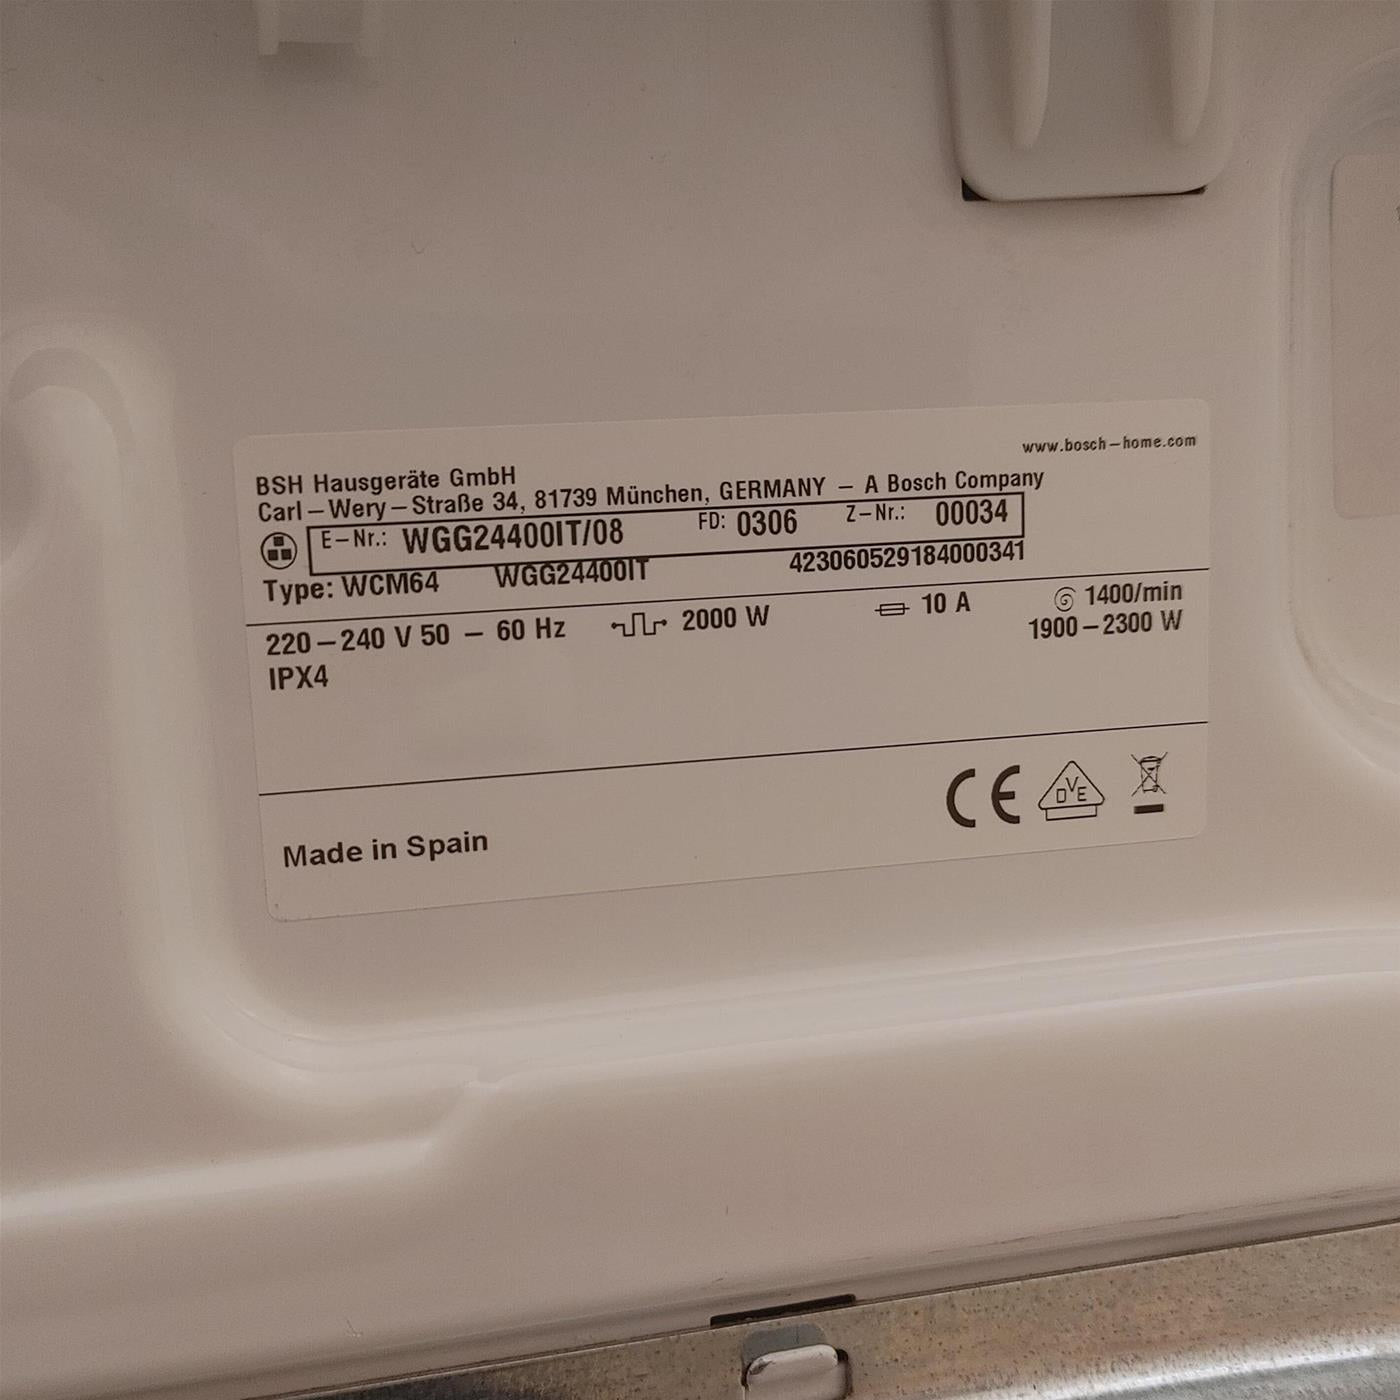 www.bosch-home.com
BSH Hausgeräte GmbH
Carl-Wery-Straße 34, 81739 München, GERMANY - A Bosch Company
E-Nr.: WGG24400IT/08 FD: 0306 Z-Nr.: 00034
Type: WCM64 WGG24400IT 423060529184000341
220-240 V 50 - 60 Hz 2000 W 10 A 1400/min
IPX4 1900-2300 W
CE DVE
Made in Spain